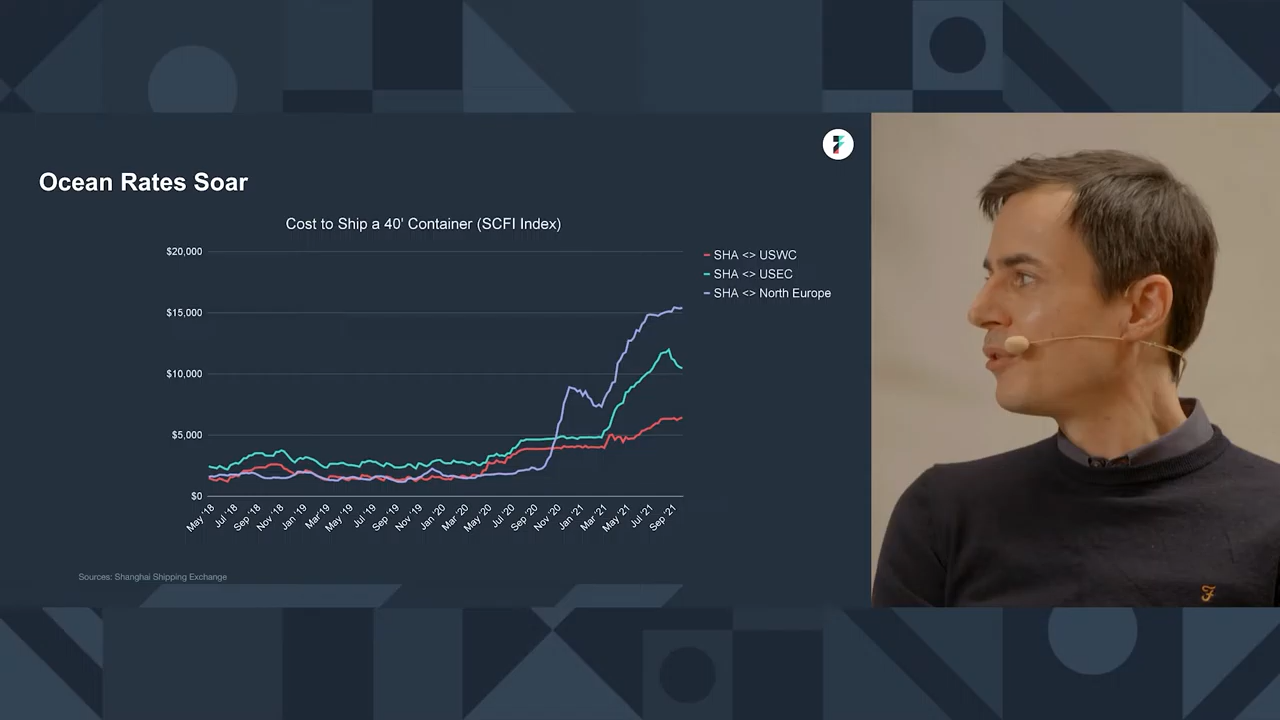 Ocean Rates Soar
Cost to Ship a 40' Container (SCFI Index)
$20,000
$15,000
$10,000
$5,000
$0
SHA <> USWC
SHA <> USEC
SHA <> North Europe
May '18
Jul '18
Sep '18
Nov '18
Jan '19
Mar'19
May '19
Jul '19
Sep '19
Nov '19
Jan '20
Mar '20
May '20
Jul '20
Sep '20
Nov '20
Jan '21
Mar '21
May '21
Jul '21
Sep '21
Sources: Shanghai Shipping Exchange
F